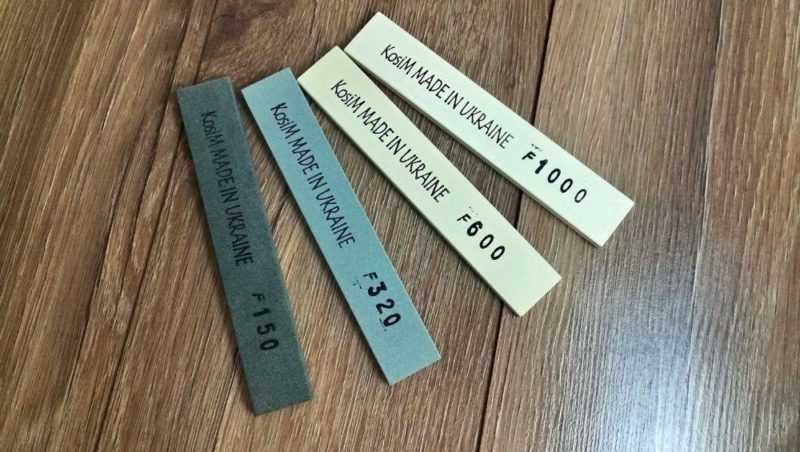 KosiM MADE IN UKRAINE F150
KosiM MADE IN UKRAINE F320
KosiM MADE IN UKRAINE F600
KosiM MADE IN UKRAINE F1000